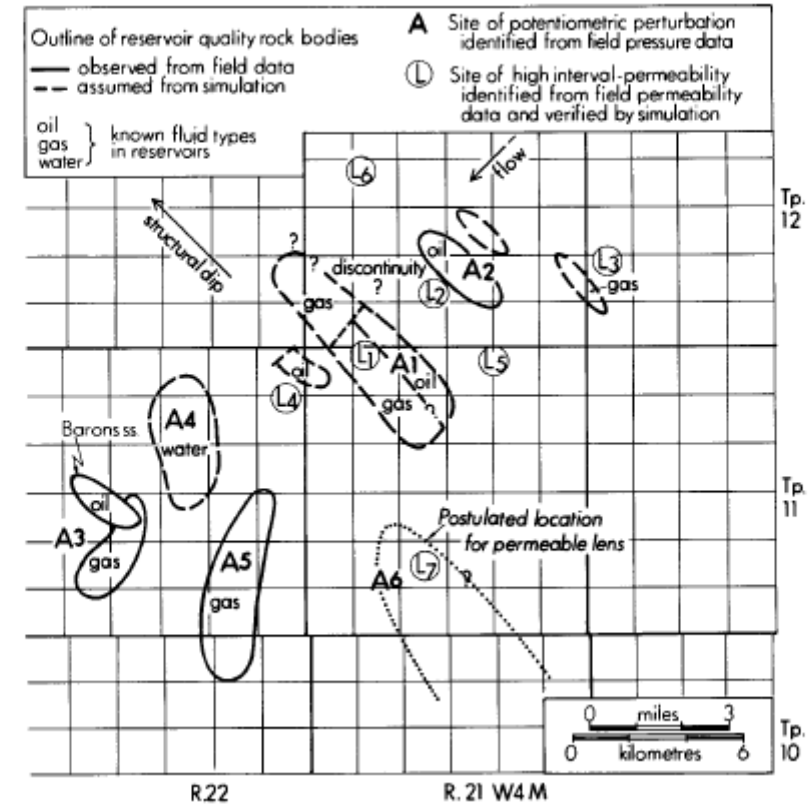 Outline of reservoir quality rock bodies
observed from field data
assumed from simulation
oil
gas
water
known fluid types
in reservoirs
A Site of potentiometric perturbation
identified from field pressure data
L Site of high interval-permeability
identified from field permeability
data and verified by simulation
L6
flow
Tp.
12
structural dip
?
?
discontinuity
?
oil
A2
L2
L3
gas
gas
L1
A1
L5
oil
oil
gas
?
L4
A4
water
Barons ss.
oil
A3
gas
A5
gas
Postulated location
for permeable lens
A6
L7
?
Tp.
11
0 miles 3
0 kilometres 6
Tp.
10
R.22
R. 21 W4M